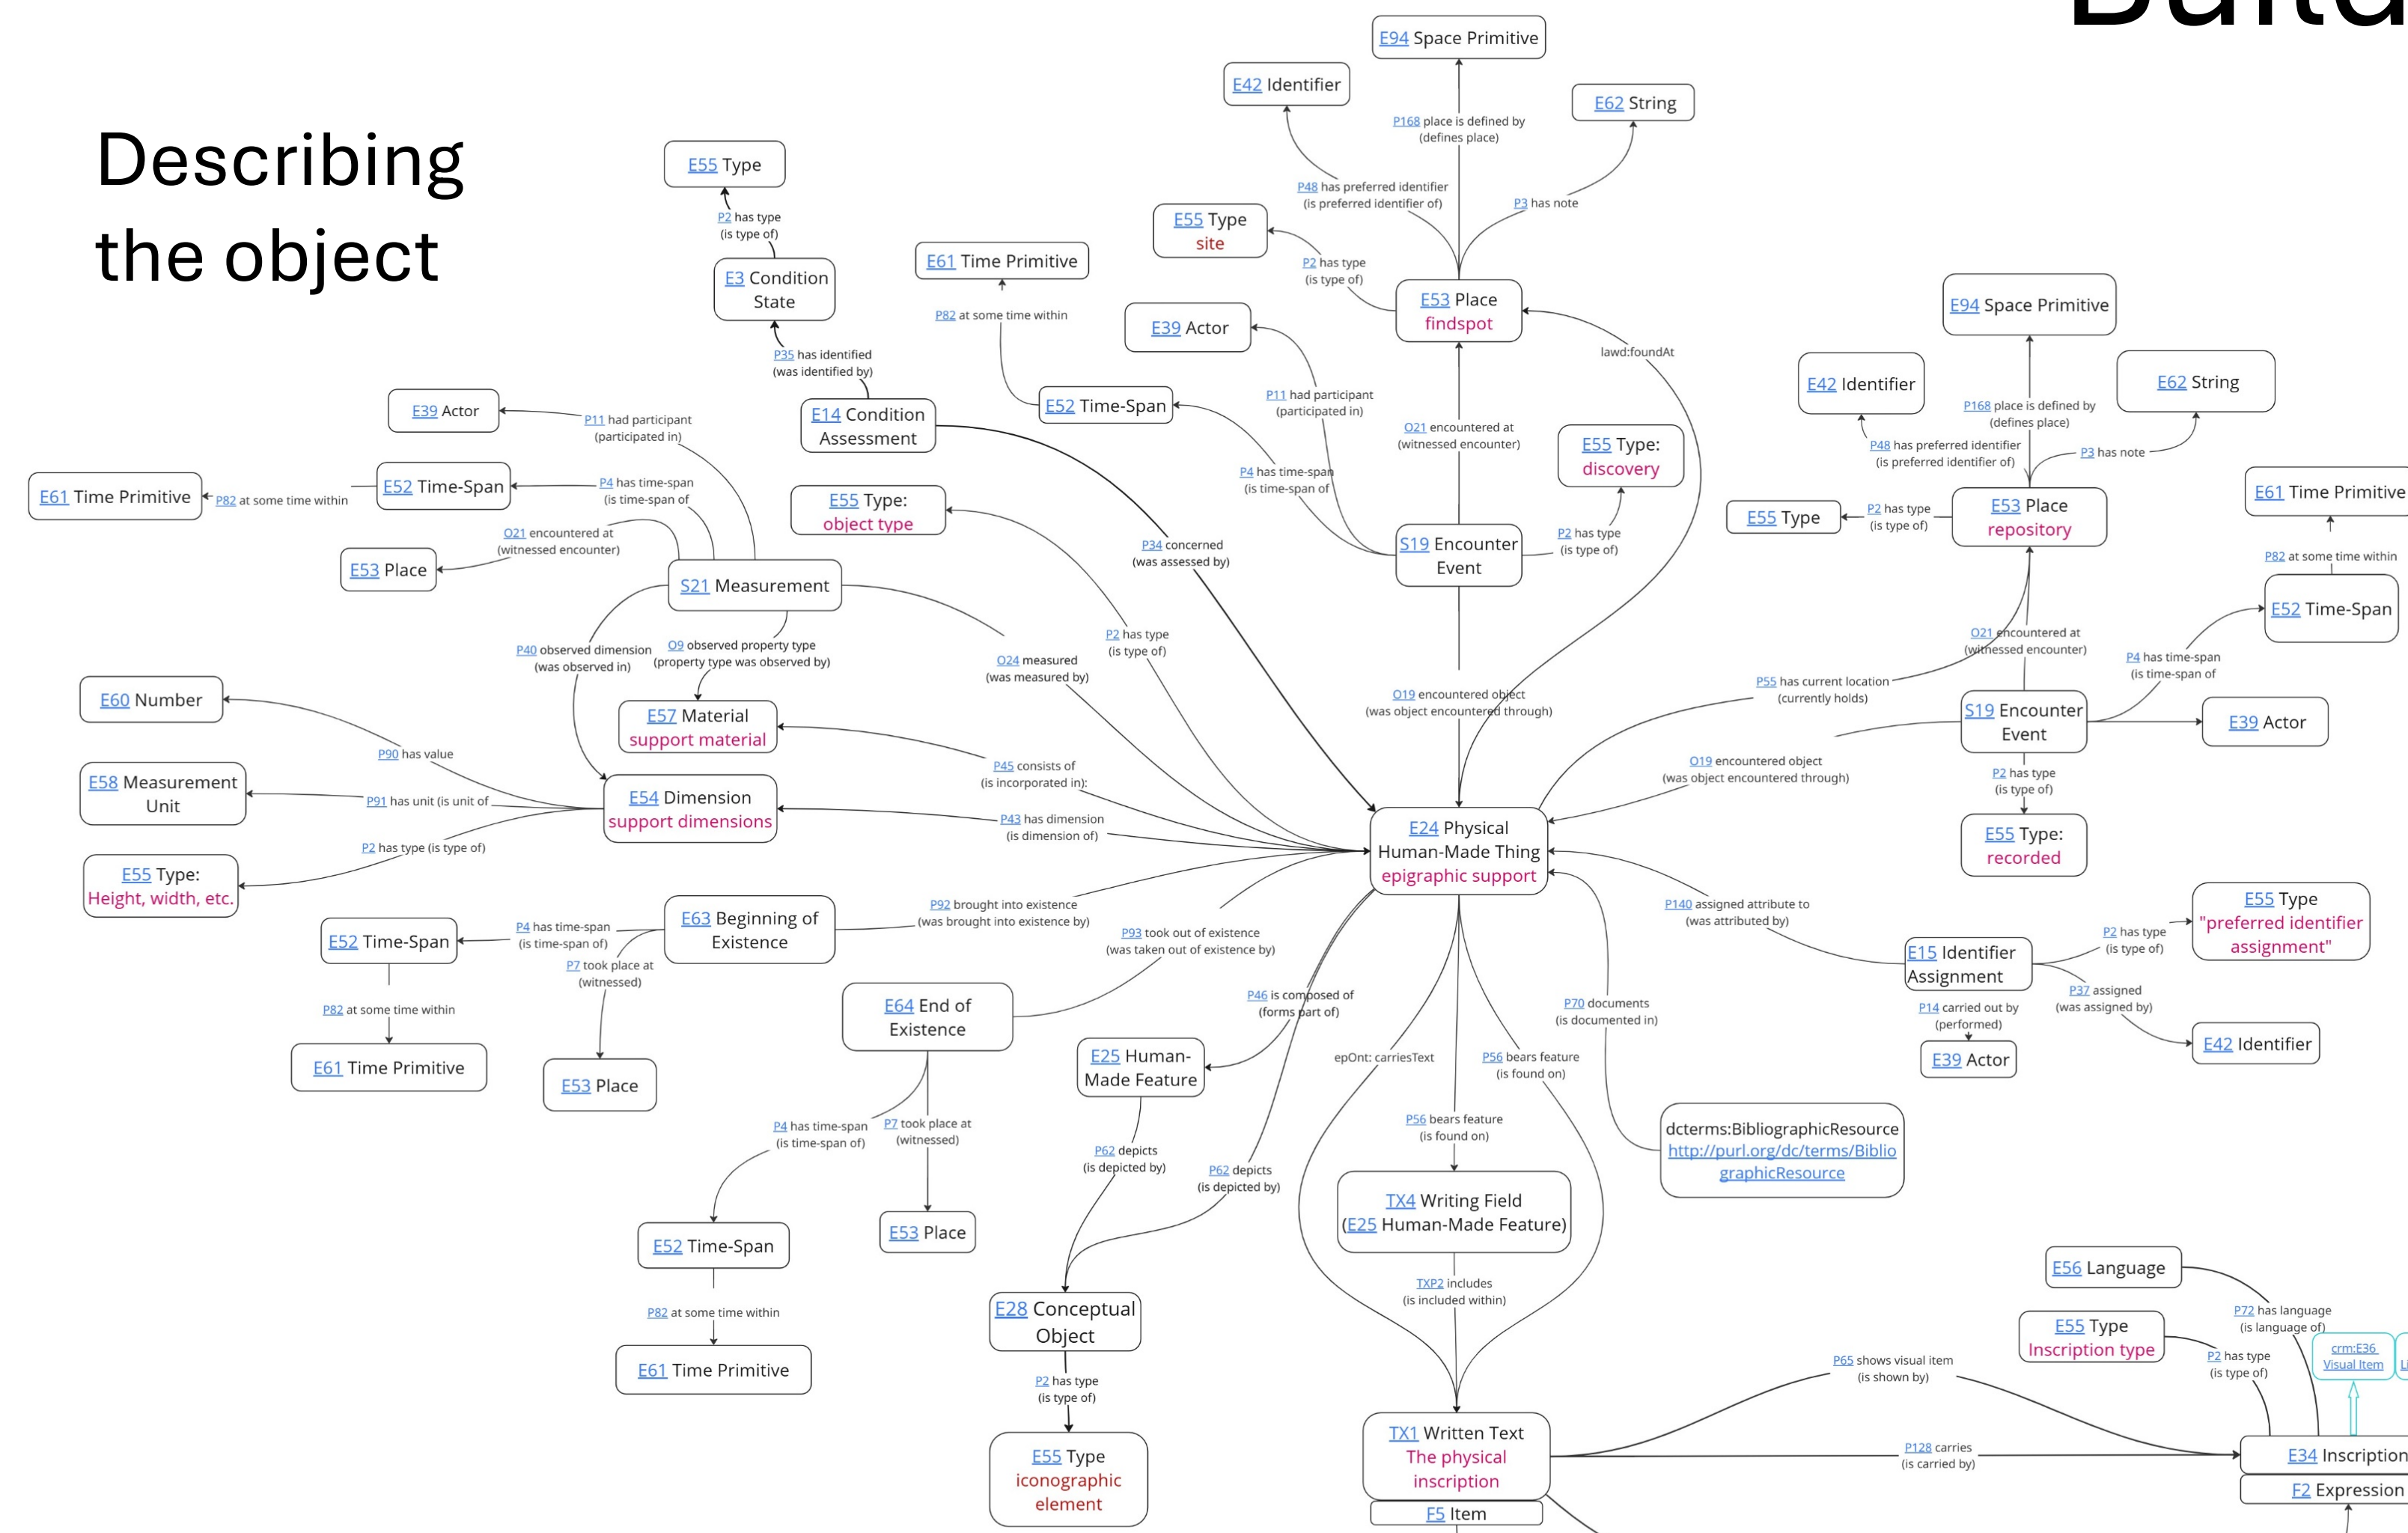 Build
Describing
the object
E94 Space Primitive
E42 Identifier
E62 String
P168 place is defined by
(defines place)
P48 has preferred identifier
(is preferred identifier of)
P3 has note
E55 Type
site
P2 has type
(is type of)
E53 Place
findspot
E55 Type
P2 has type
(is type of)
E3 Condition
State
P35 has identified
(was identified by)
E14 Condition
Assessment
E61 Time Primitive
P82 at some time within
E39 Actor
E52 Time-Span
P11 had participant
(participated in)
P4 has time-span
(is time-span of
O21 encountered at
(witnessed encounter)
lawd:foundAt
E55 Type:
discovery
P2 has type
(is type of)
S19 Encounter
Event
O19 encountered object
(was object encountered through)
E94 Space Primitive
E42 Identifier
E62 String
P168 place is defined by
(defines place)
P48 has preferred identifier
(is preferred identifier of)
P3 has note
E55 Type
P2 has type
(is type of)
E53 Place
repository
E61 Time Primitive
P82 at some time within
E52 Time-Span
O21 encountered at
(witnessed encounter)
P4 has time-span
(is time-span of
P55 has current location
(currently holds)
S19 Encounter
Event
E39 Actor
O19 encountered object
(was object encountered through)
P2 has type
(is type of)
E55 Type:
recorded
E39 Actor
P11 had participant
(participated in)
E61 Time Primitive
P82 at some time within
E52 Time-Span
P4 has time-span
(is time-span of
O21 encountered at
(witnessed encounter)
E53 Place
S21 Measurement
E55 Type:
object type
P34 concerned
(was assessed by)
P2 has type
(is type of)
P40 observed dimension
(was observed in)
O9 observed property type
(property type was observed by)
O24 measured
(was measured by)
E60 Number
E57 Material
support material
P90 has value
P45 consists of
(is incorporated in):
E58 Measurement
Unit
P91 has unit (is unit of
E54 Dimension
support dimensions
P43 has dimension
(is dimension of)
P2 has type (is type of)
E55 Type:
Height, width, etc.
E24 Physical
Human-Made Thing
epigraphic support
P92 brought into existence
(was brought into existence by)
E63 Beginning of
Existence
P4 has time-span
(is time-span of)
E52 Time-Span
P7 took place at
(witnessed)
P82 at some time within
E61 Time Primitive
E53 Place
P93 took out of existence
(was taken out of existence by)
E64 End of
Existence
P4 has time-span
(is time-span of)
P7 took place at
(witnessed)
E52 Time-Span
E53 Place
P82 at some time within
E61 Time Primitive
P46 is composed of
(forms part of)
E25 Human-
Made Feature
P62 depicts
(is depicted by)
P62 depicts
(is depicted by)
E28 Conceptual
Object
P2 has type
(is type of)
E55 Type
iconographic
element
epOnt: carriesText
P56 bears feature
(is found on)
P56 bears feature
(is found on)
TX4 Writing Field
(E25 Human-Made Feature)
TXP2 includes
(is included within)
P70 documents
(is documented in)
dcterms:BibliographicResource
http://purl.org/dc/terms/Biblio
graphicResource
P140 assigned attribute to
(was attributed by)
E15 Identifier
Assignment
P2 has type
(is type of)
E55 Type
"preferred identifier
assignment"
P37 assigned
(was assigned by)
E42 Identifier
P14 carried out by
(performed)
E39 Actor
TX1 Written Text
The physical
inscription
F5 Item
P65 shows visual item
(is shown by)
P128 carries
(is carried by)
E56 Language
P72 has language
(is language of)
E55 Type
Inscription type
P2 has type
(is type of)
crm:E36
Visual Item
E34 Inscription
F2 Expression